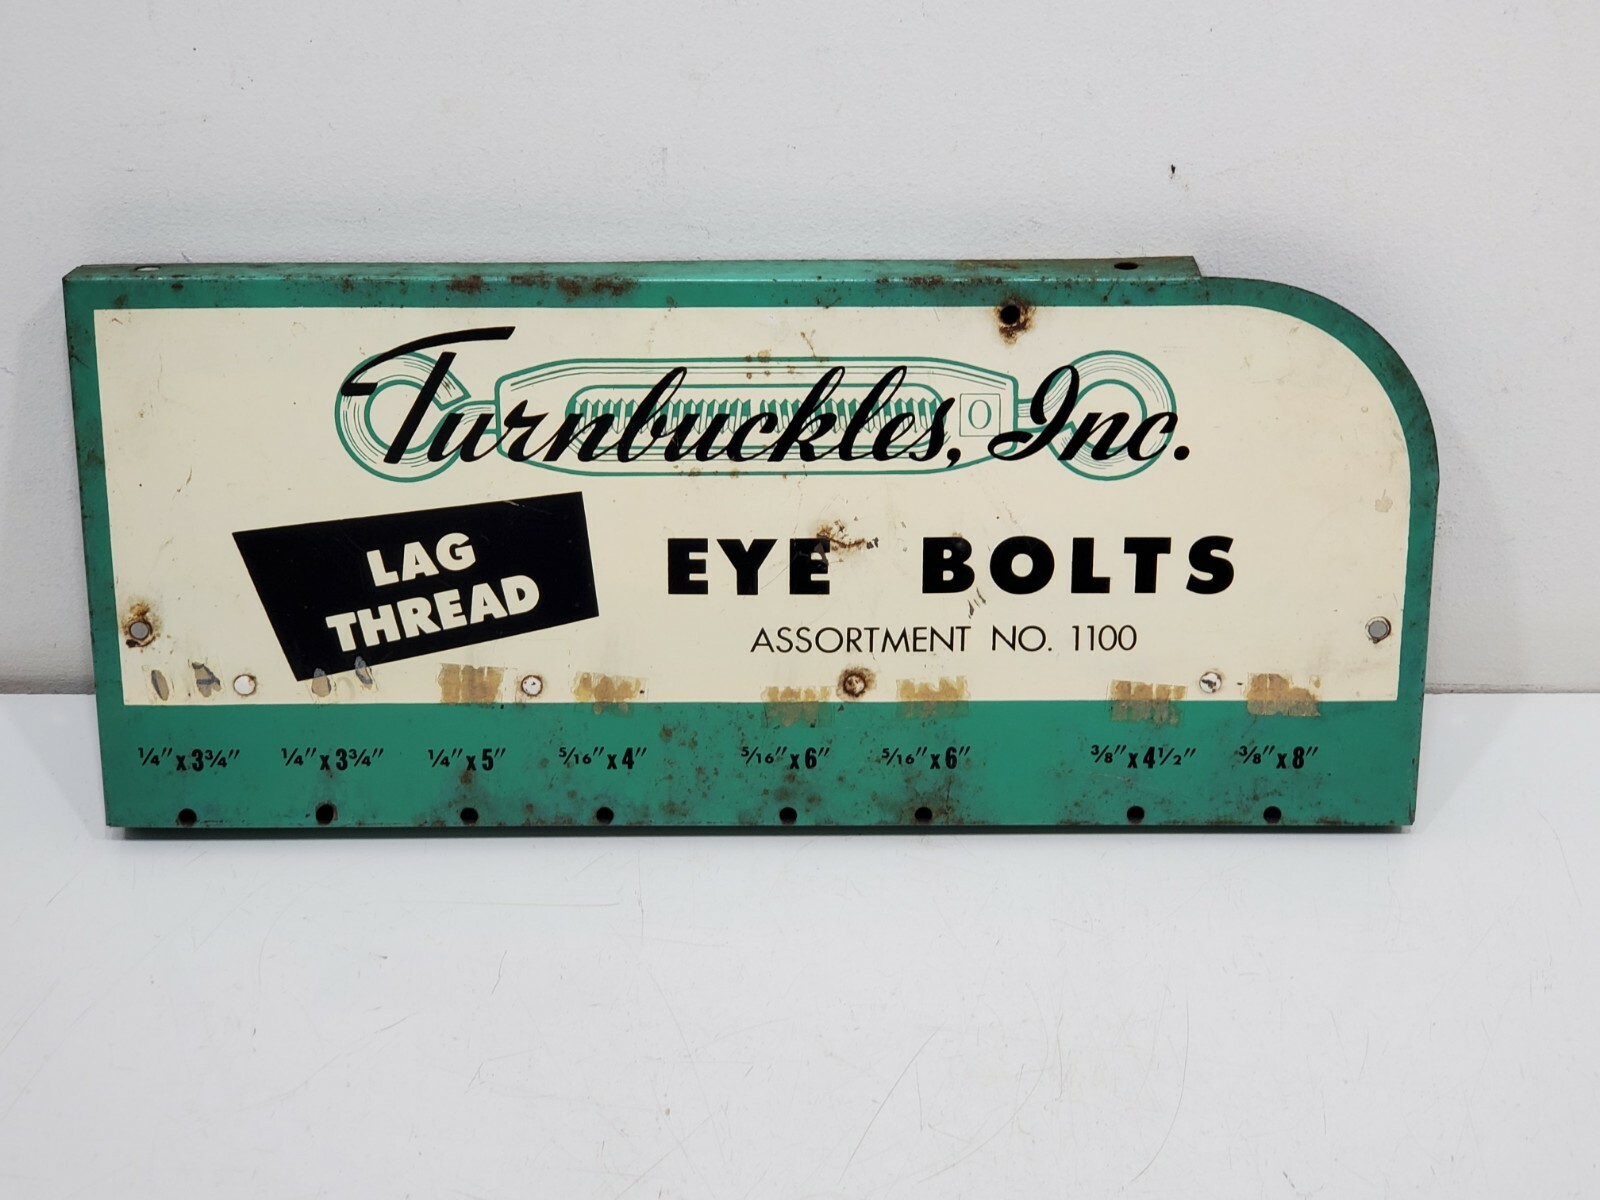 Turnbuckles, Inc.
LAG
THREAD
EYE BOLTS
ASSORTMENT NO. 1100
1/4" x 3 3/4" 1/4" x 3 3/4" 1/4" x 5" 5/16" x 4" 5/16" x 6" 5/16" x 6" 3/8" x 4 1/2" 3/8" x 8"